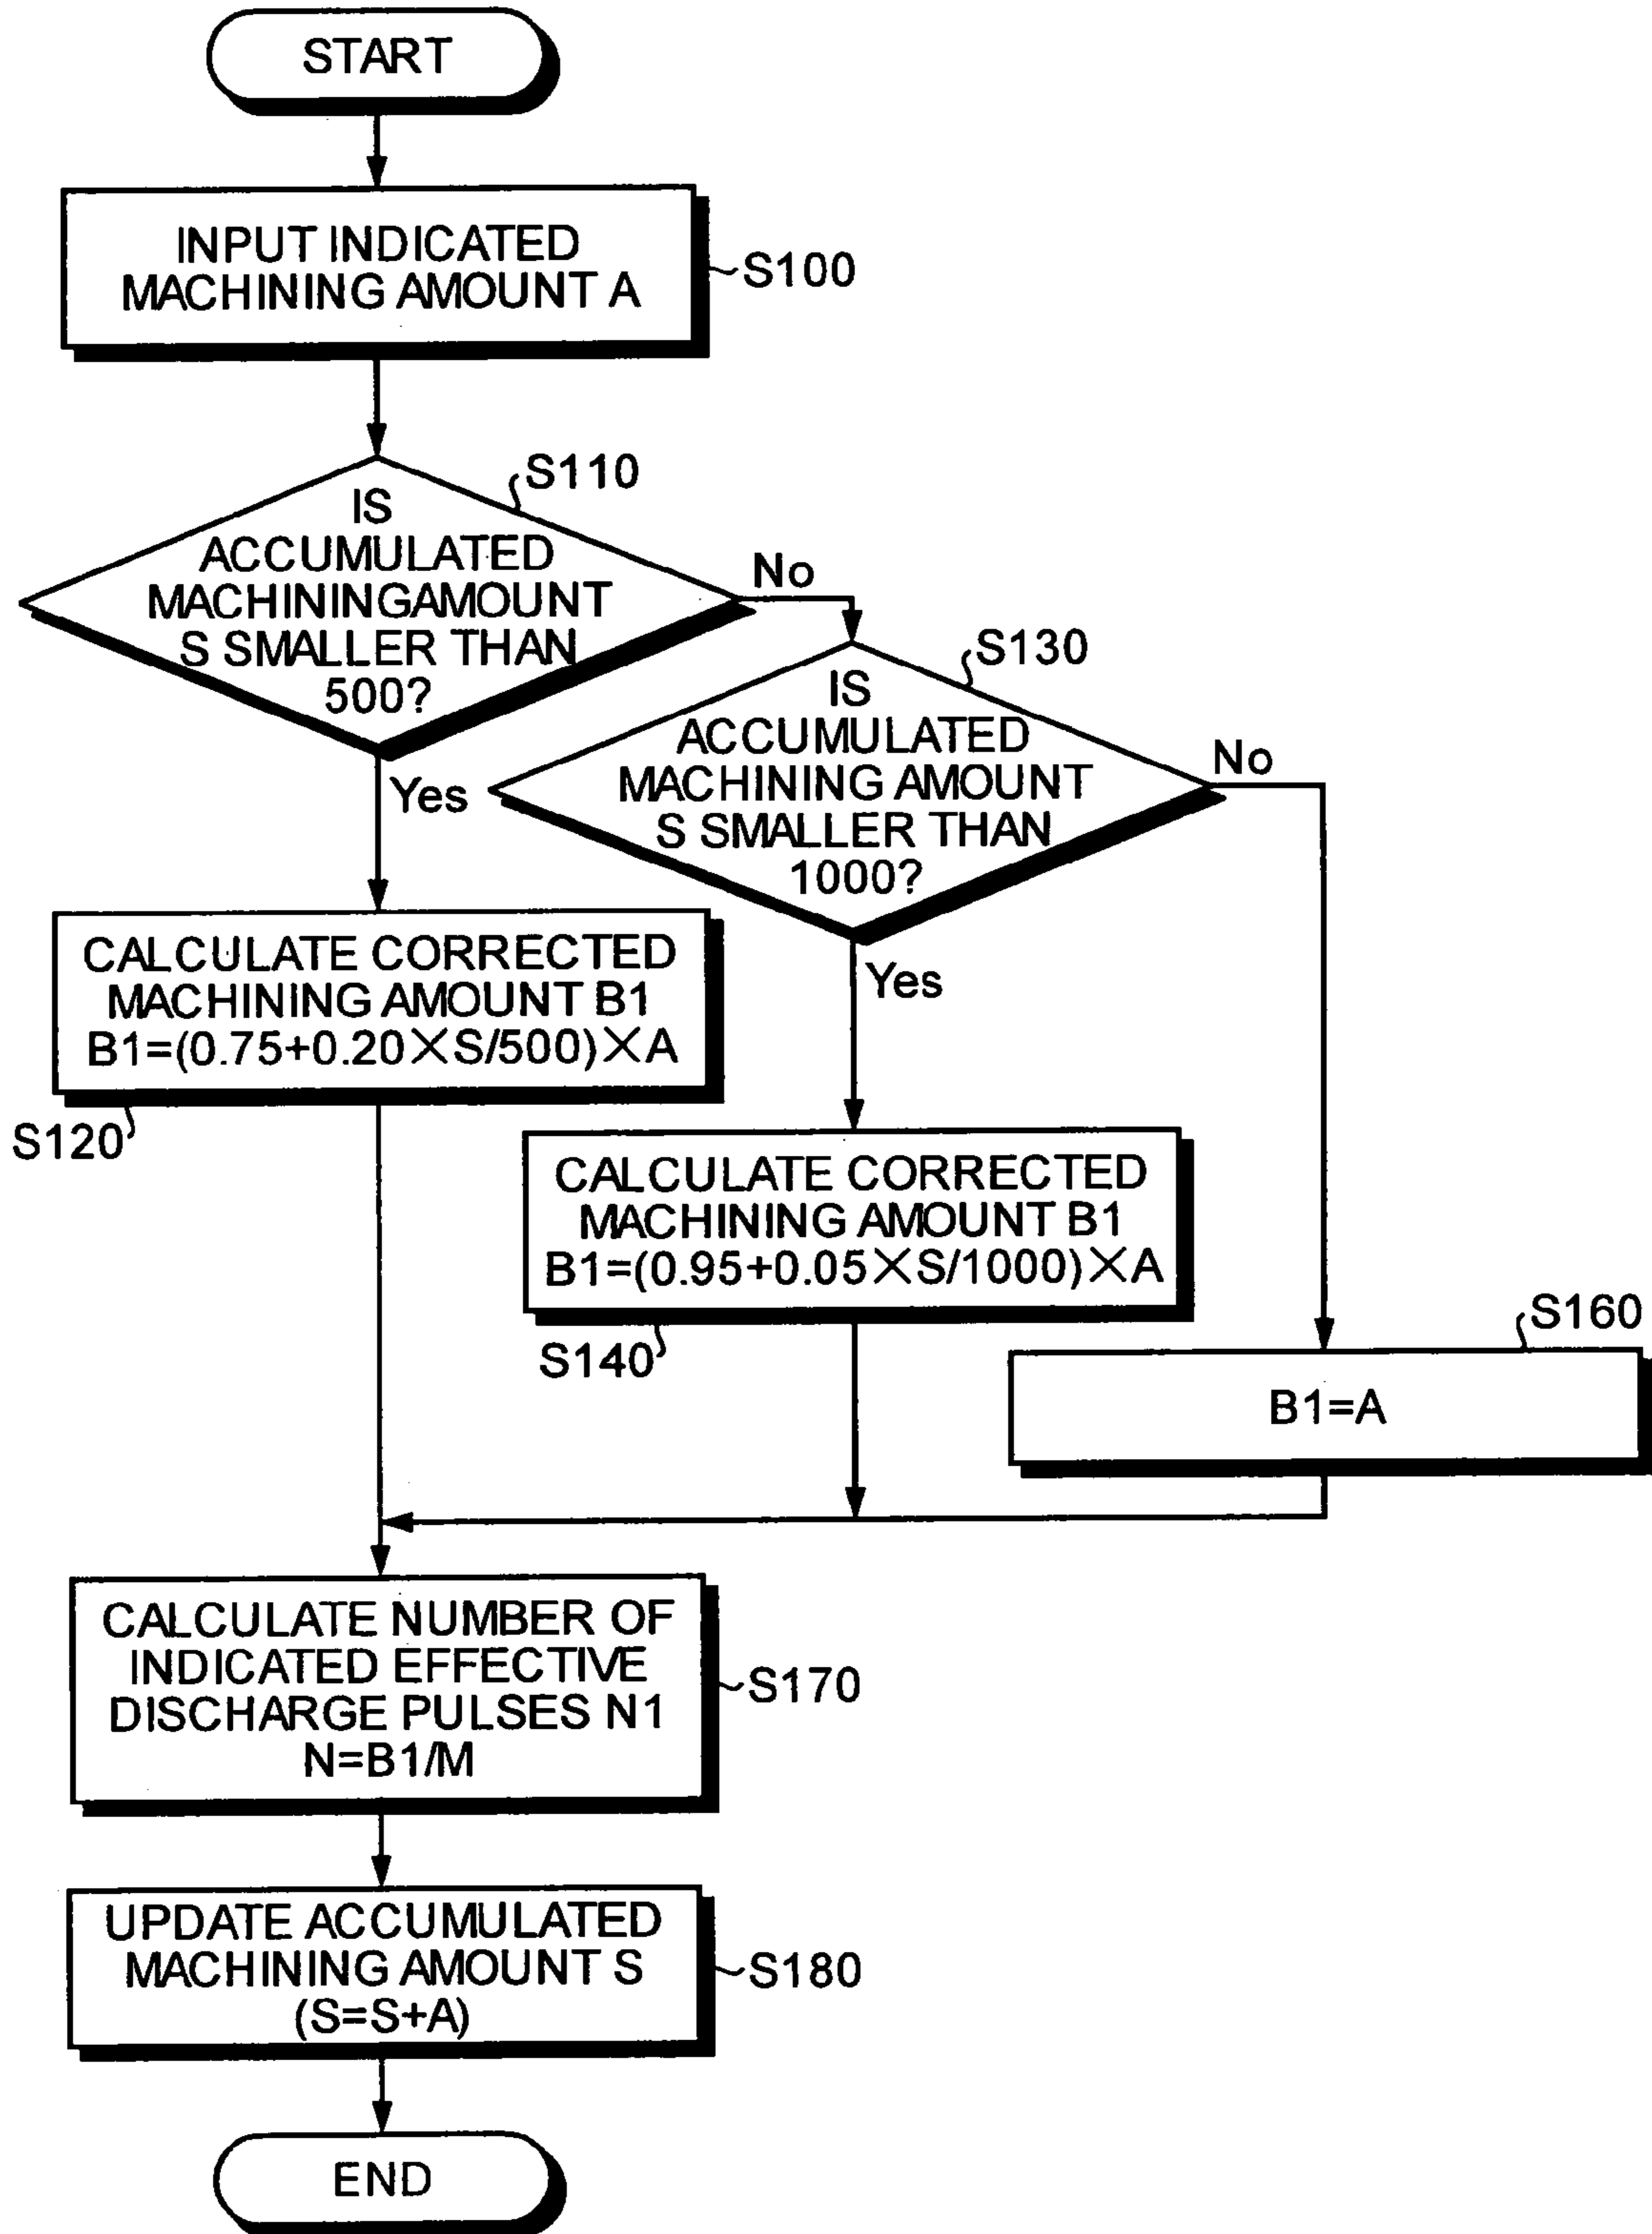 START
INPUT INDICATED
MACHINING AMOUNT A
S100
IS
ACCUMULATED
MACHININGAMOUNT
S SMALLER THAN
500?
S110
No
Yes
IS
ACCUMULATED
MACHINING AMOUNT
S SMALLER THAN
1000?
S130
No
Yes
CALCULATE CORRECTED
MACHINING AMOUNT B1
B1=(0.75+0.20×S/500)×A
S120
CALCULATE CORRECTED
MACHINING AMOUNT B1
B1=(0.95+0.05×S/1000)×A
S140
S160
B1=A
CALCULATE NUMBER OF
INDICATED EFFECTIVE
DISCHARGE PULSES N1
N=B1/M
S170
UPDATE ACCUMULATED
MACHINING AMOUNT S
(S=S+A)
S180
END